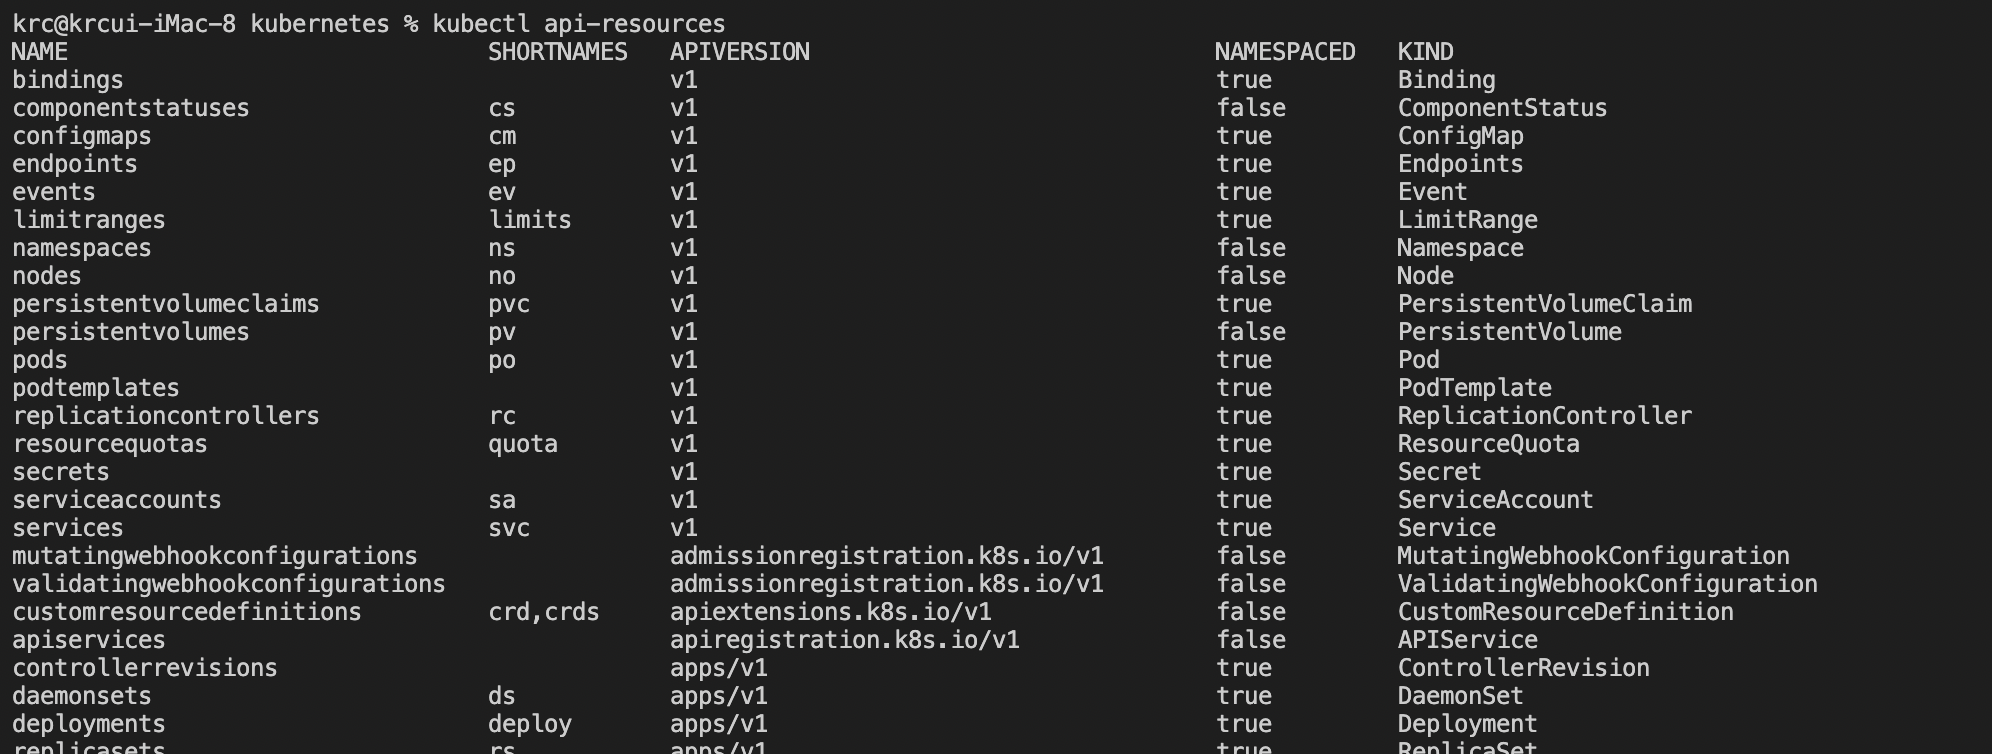 krc@krcui-iMac-8 kubernetes % kubectl api-resources
NAME SHORTNAMES APIVERSION NAMESPACED KIND
bindings v1 true Binding
componentstatuses cs v1 false ComponentStatus
configmaps cm v1 true ConfigMap
endpoints ep v1 true Endpoints
events ev v1 true Event
limitranges limits v1 true LimitRange
namespaces ns v1 false Namespace
nodes no v1 false Node
persistentvolumeclaims pvc v1 true PersistentVolumeClaim
persistentvolumes pv v1 false PersistentVolume
pods po v1 true Pod
podtemplates v1 true PodTemplate
replicationcontrollers rc v1 true ReplicationController
resourcequotas quota v1 true ResourceQuota
secrets v1 true Secret
serviceaccounts sa v1 true ServiceAccount
services svc v1 true Service
mutatingwebhookconfigurations admissionregistration.k8s.io/v1 false MutatingWebhookConfiguration
validatingwebhookconfigurations admissionregistration.k8s.io/v1 false ValidatingWebhookConfiguration
customresourcedefinitions crd,crds apiextensions.k8s.io/v1 false CustomResourceDefinition
apiservices apiregistration.k8s.io/v1 false APIService
controllerrevisions apps/v1 true ControllerRevision
daemonsets ds apps/v1 true DaemonSet
deployments deploy apps/v1 true Deployment
replicasets rs apps/v1 true ReplicaSet